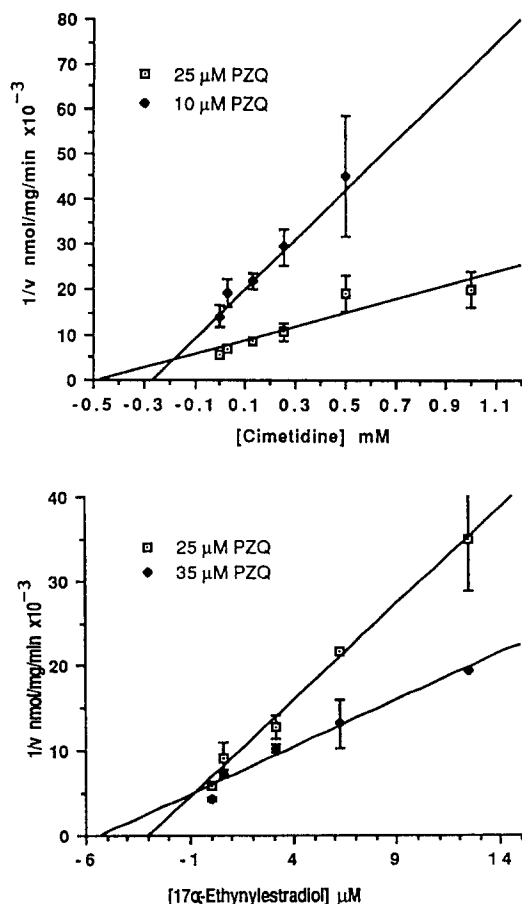 80
70
60
50
40
30
20
10
0
1/v nmol/mg/min x10⁻³
25 µM PZQ
10 µM PZQ
-0.5 -0.3 -0.1 0.1 0.3 0.5 0.7 0.9 1.1
[Cimetidine] mM
40
30
20
10
0
1/v nmol/mg/min x10⁻³
25 µM PZQ
35 µM PZQ
-6 -1 4 9 14
[17α-Ethynylestradiol] µM